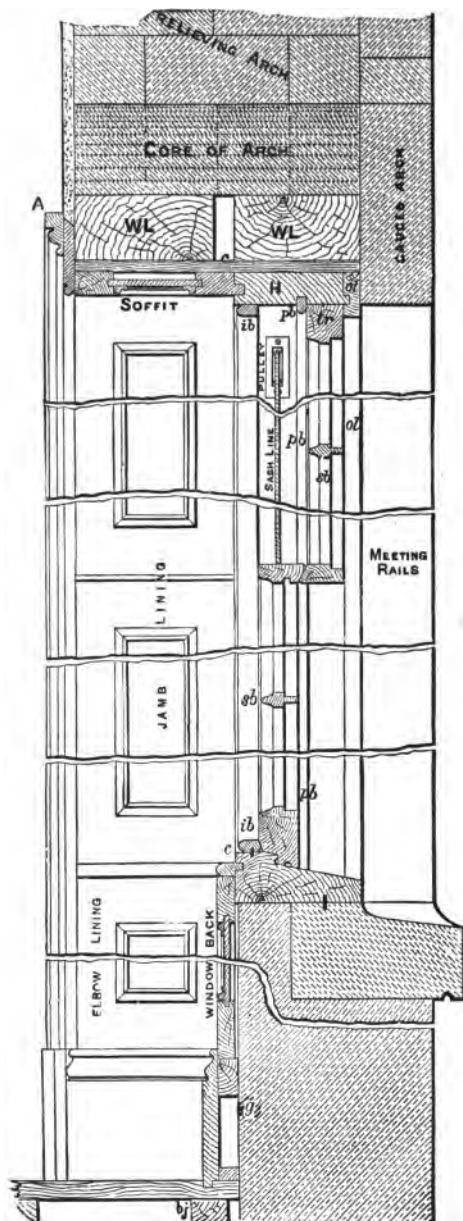 RELIEVING ARCH
CORE OF ARCH
GAUGED ARCH
A
WL
WL
c
SOFFIT
H
ol
ib
pb
tr
PULLEY
SASH LINE
pb
ol
sb
MEETING
RAILS
JAMB LINING
sb
pb
ib
c
ELBOW LINING
WINDOW BACK
g
bj